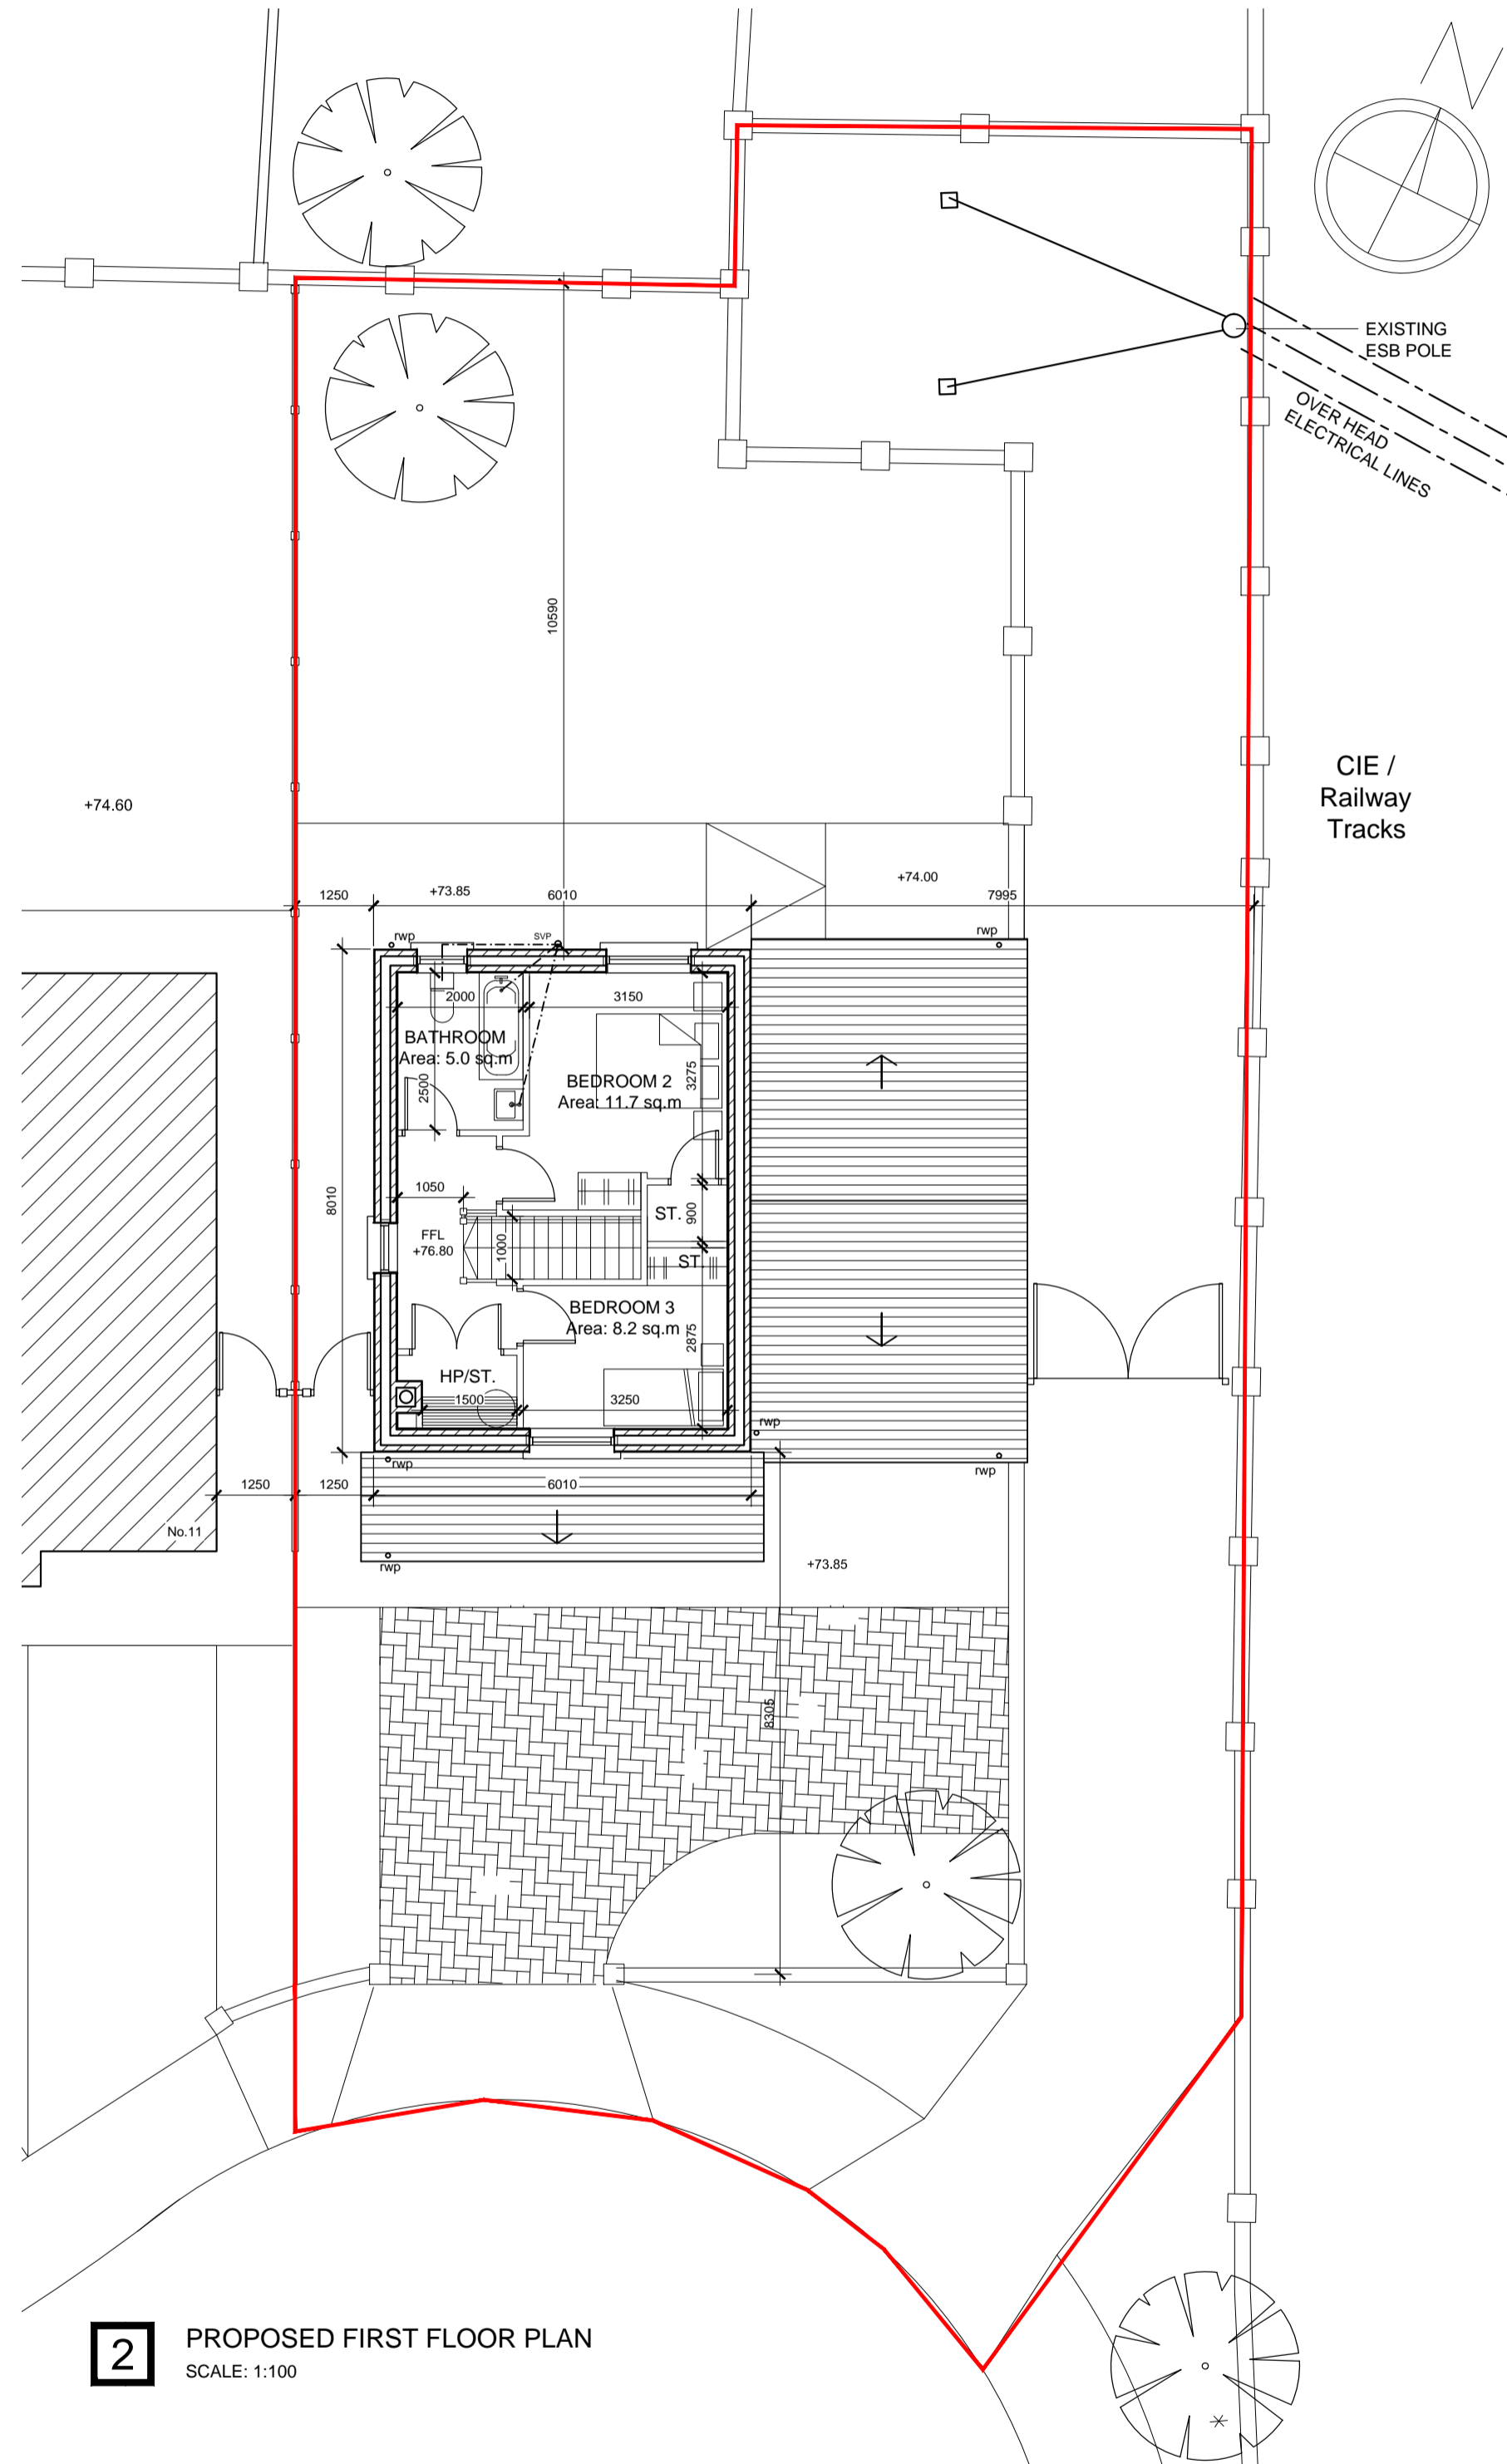 EXISTING
ESB POLE
OVER HEAD
ELECTRICAL LINES
10590
CIE /
Railway
Tracks
+74.60
+74.00
1250
+73.85
6010
7995
rwp
SVP
rwp
2000
3150
BATHROOM
Area: 5.0 sq.m
2500
BEDROOM 2
Area: 11.7 sq.m
3275
8010
1050
ST.
900
FFL
+76.80
1000
ST.
BEDROOM 3
Area: 8.2 sq.m
2875
HP/ST.
1500
3250
rwp
rwp
rwp
1250
1250
6010
No.11
rwp
+73.85
8305
2
PROPOSED FIRST FLOOR PLAN
SCALE: 1:100